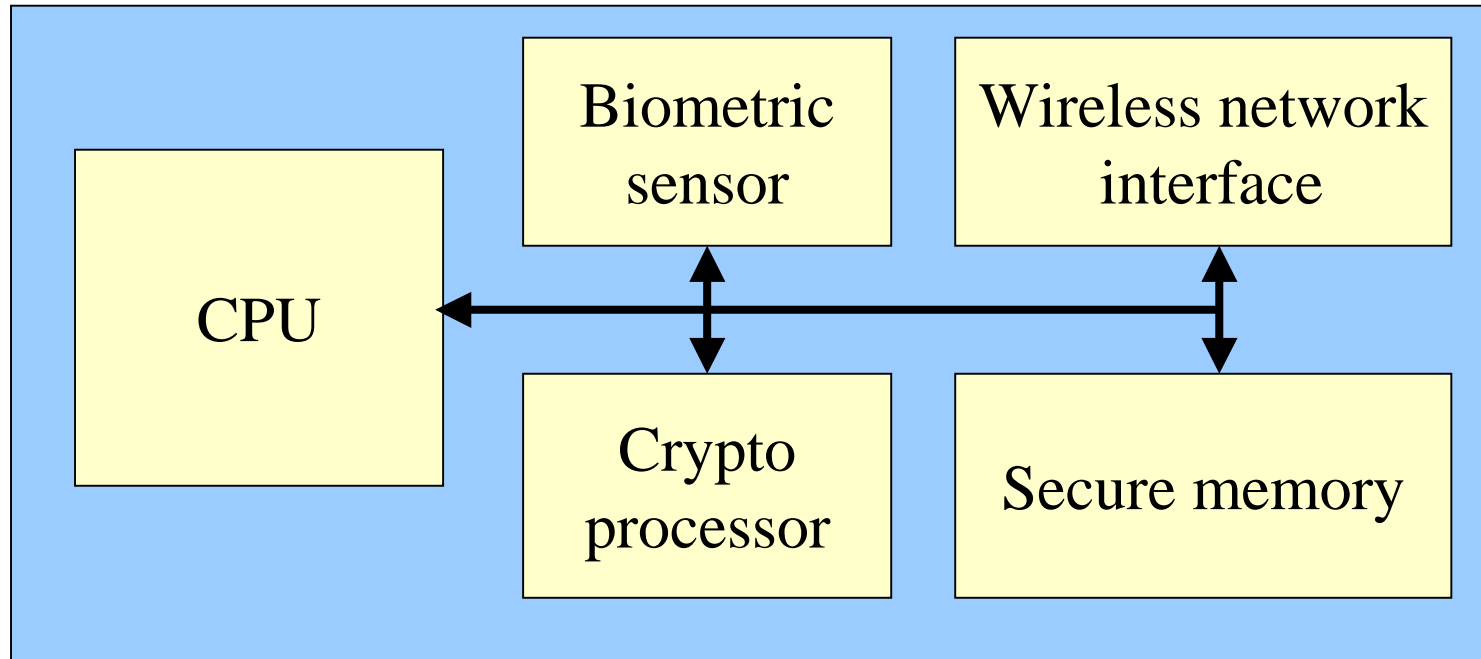 Biometric
sensor
Wireless network
interface
CPU
Crypto
processor
Secure memory